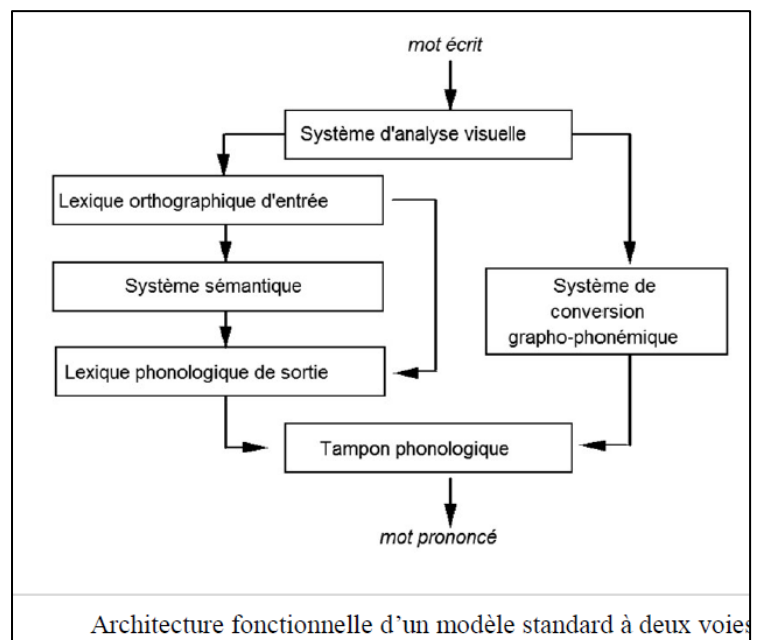 mot écrit
Système d'analyse visuelle
Lexique orthographique d'entrée
Système sémantique
Système de
conversion
grapho-phonémique
Lexique phonologique de sortie
Tampon phonologique
mot prononcé
Architecture fonctionnelle d'un modèle standard à deux voies